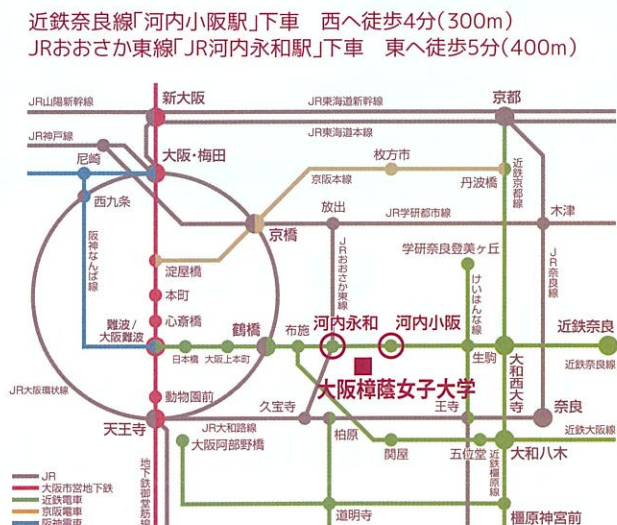 近鉄奈良線「河内小阪駅」下車　西へ徒歩4分(300m)
JRおおさか東線「JR河内永和駅」下車　東へ徒歩5分(400m)
JR山陽新幹線
新大阪
JR東海道新幹線
京都
JR神戸線
JR東海道本線
尼崎
大阪・梅田
枚方市
京阪本線
丹波橋
近鉄京都線
西九条
京橋
放出
JR学研都市線
木津
阪神なんば線
淀屋橋
JRおおさか東線
学研奈良登美ヶ丘
けいはんな線
JR奈良線
本町
心斎橋
難波/
大阪難波
鶴橋
布施
河内永和
河内小阪
近鉄奈良
日本橋
大阪上本町
生駒
大和西大寺
近鉄奈良線
大阪樟蔭女子大学
JR大阪環状線
動物園前
久宝寺
王寺
奈良
天王寺
JR大和路線
柏原
近鉄大阪線
大阪阿部野橋
関屋
五位堂
大和八木
地下鉄御堂筋線
近鉄橿原線
JR
大阪市営地下鉄
近鉄電車
京阪電車
阪神電車
道明寺
橿原神宮前